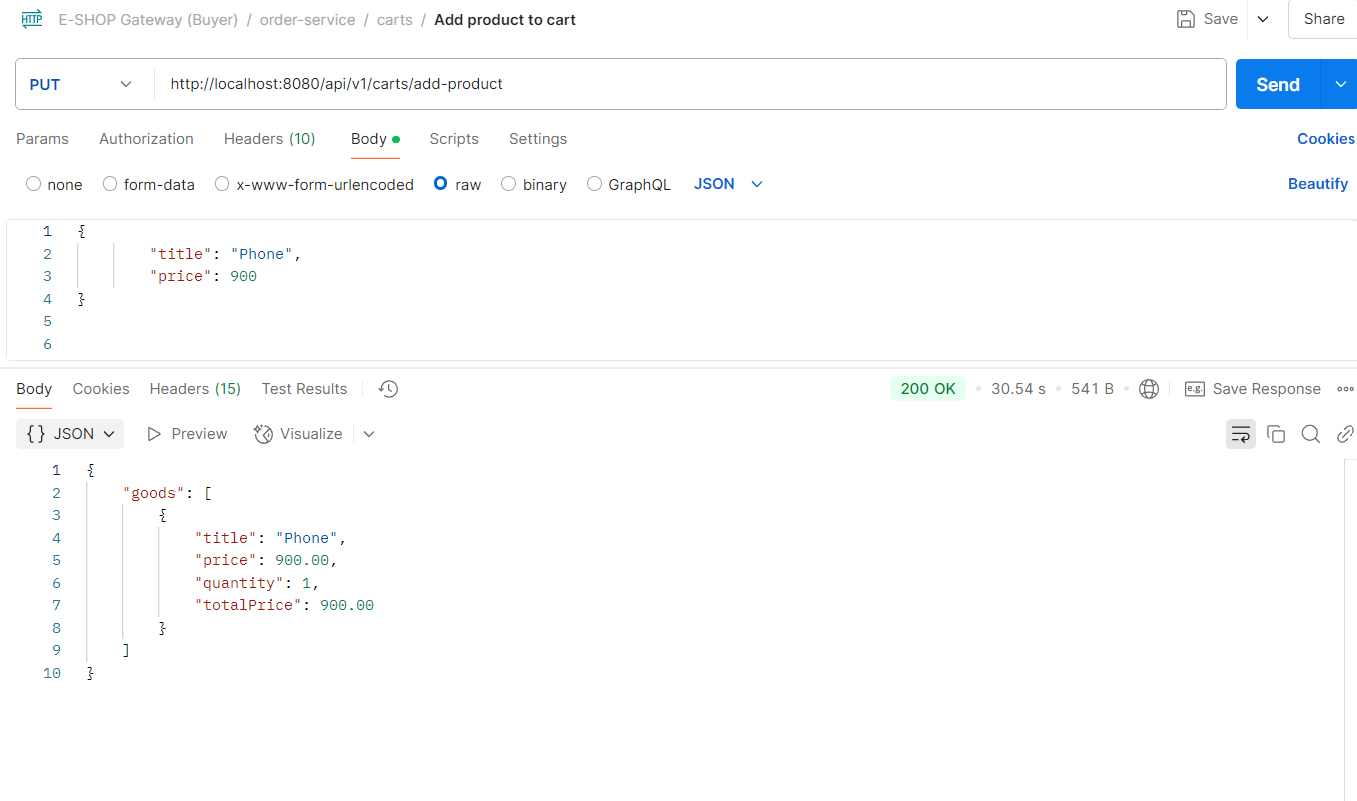 HTTP E-SHOP Gateway (Buyer) / order-service / carts / Add product to cart Save Share
PUT http://localhost:8080/api/v1/carts/add-product Send
Params Authorization Headers (10) Body Scripts Settings Cookies
none form-data x-www-form-urlencoded raw binary GraphQL JSON Beautify
1 {
2 "title": "Phone",
3 "price": 900
4 }
5
6
Body Cookies Headers (15) Test Results 200 OK 30.54 s 541 B e.g. Save Response
{} JSON Preview Visualize
1 {
2 "goods": [
3 {
4 "title": "Phone",
5 "price": 900.00,
6 "quantity": 1,
7 "totalPrice": 900.00
8 }
9 ]
10 }